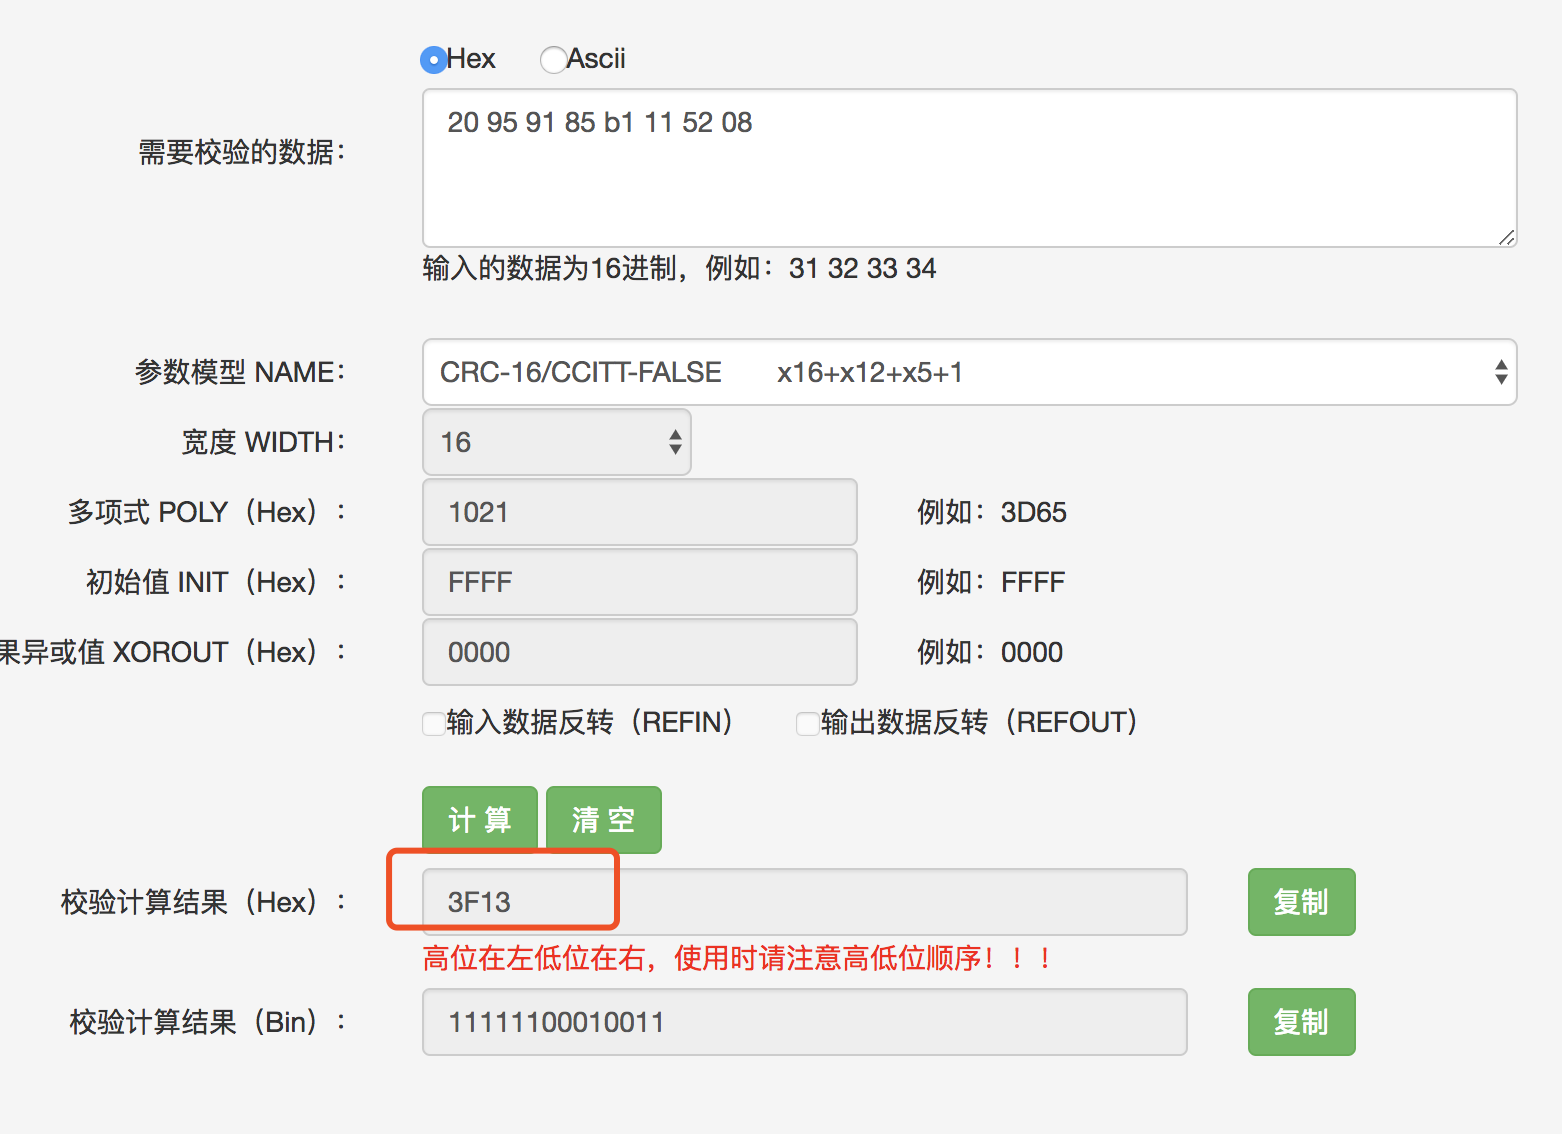 Hex Ascii
需要校验的数据：
20 95 91 85 b1 11 52 08
输入的数据为16进制，例如：31 32 33 34
参数模型 NAME： CRC-16/CCITT-FALSE x16+x12+x5+1
宽度 WIDTH： 16
多项式 POLY（Hex）： 1021 例如：3D65
初始值 INIT（Hex）： FFFF 例如：FFFF
果异或值 XOROUT（Hex）： 0000 例如：0000
输入数据反转（REFIN） 输出数据反转（REFOUT）
计 算 清 空
校验计算结果（Hex）： 3F13 复制
高位在左低位在右，使用时请注意高低位顺序！！！
校验计算结果（Bin）： 11111100010011 复制